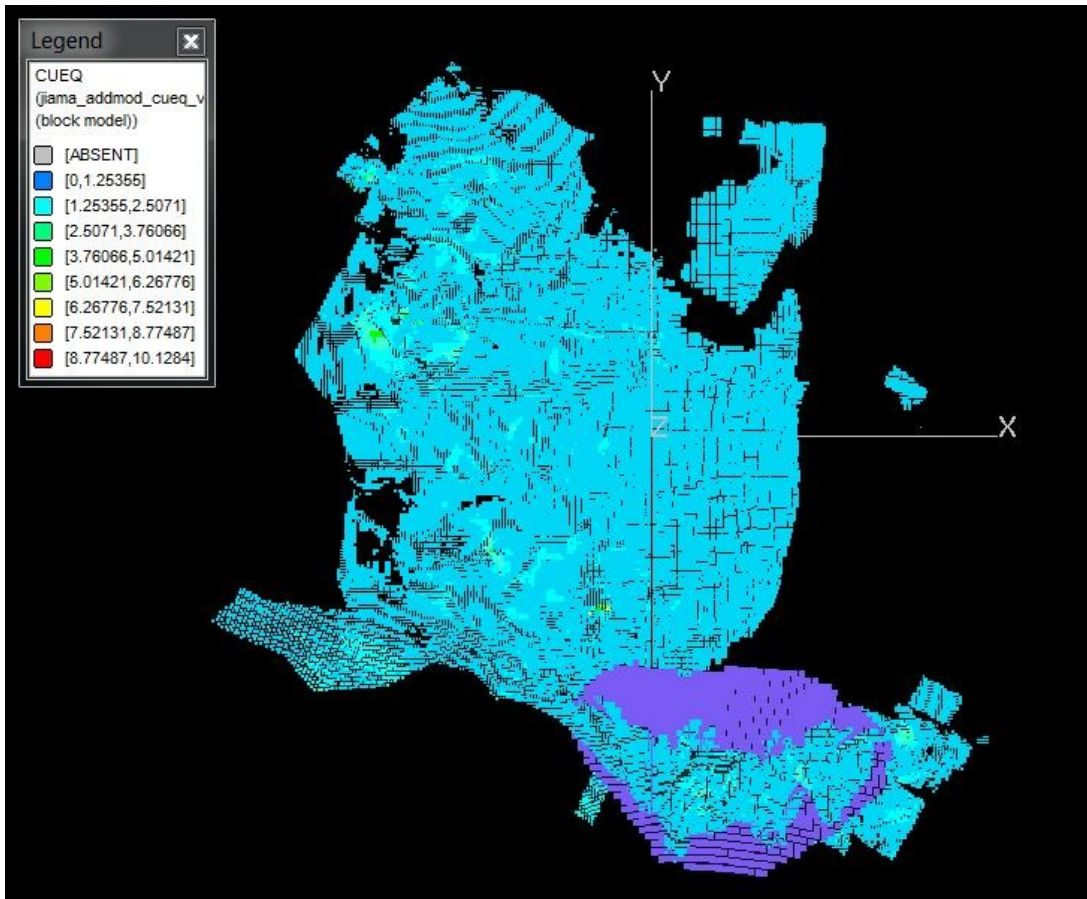 Legend
CUEQ
(jiama_addmod_cueq_v
(block model))
[ABSENT]
[0,1.25355]
[1.25355,2.5071]
[2.5071,3.76066]
[3.76066,5.01421]
[5.01421,6.26776]
[6.26776,7.52131]
[7.52131,8.77487]
[8.77487,10.1284]
Y
Z
X